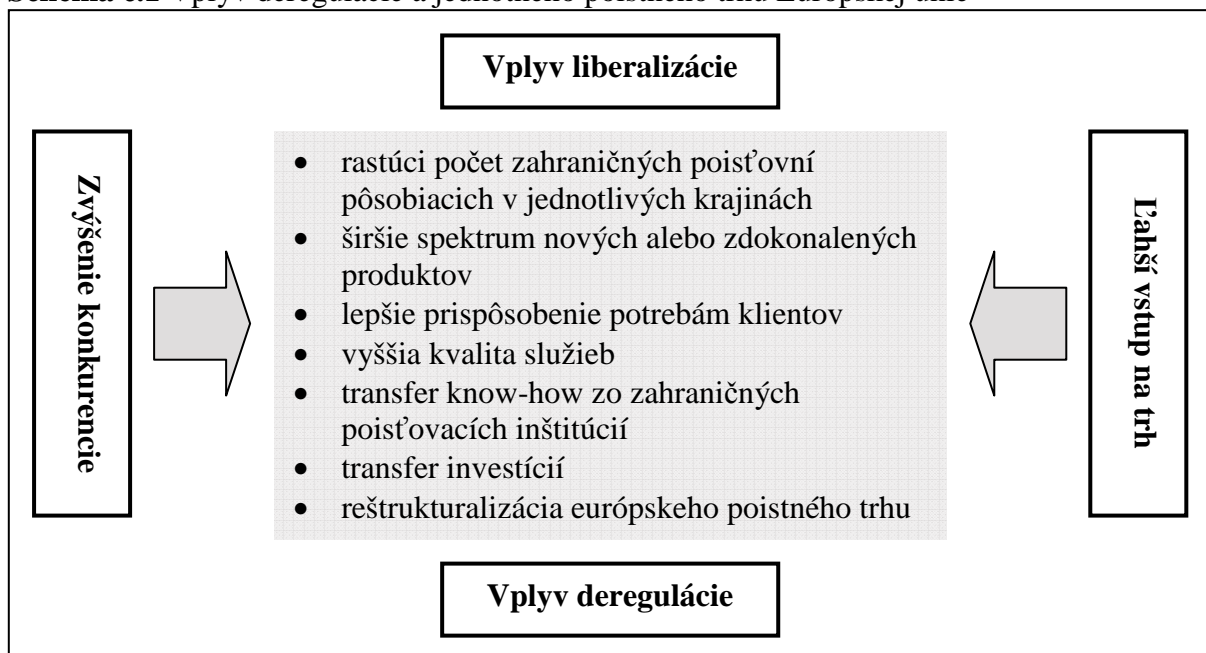 Vplyv liberalizácie
Zvýšenie konkurencie
• rastúci počet zahraničných poisťovní
pôsobiacich v jednotlivých krajinách
• širšie spektrum nových alebo zdokonalených
produktov
• lepšie prispôsobenie potrebám klientov
• vyššia kvalita služieb
• transfer know-how zo zahraničných
poisťovacích inštitúcií
• transfer investícií
• reštrukturalizácia európskeho poistného trhu
Ľahší vstup na trh
Vplyv deregulácie